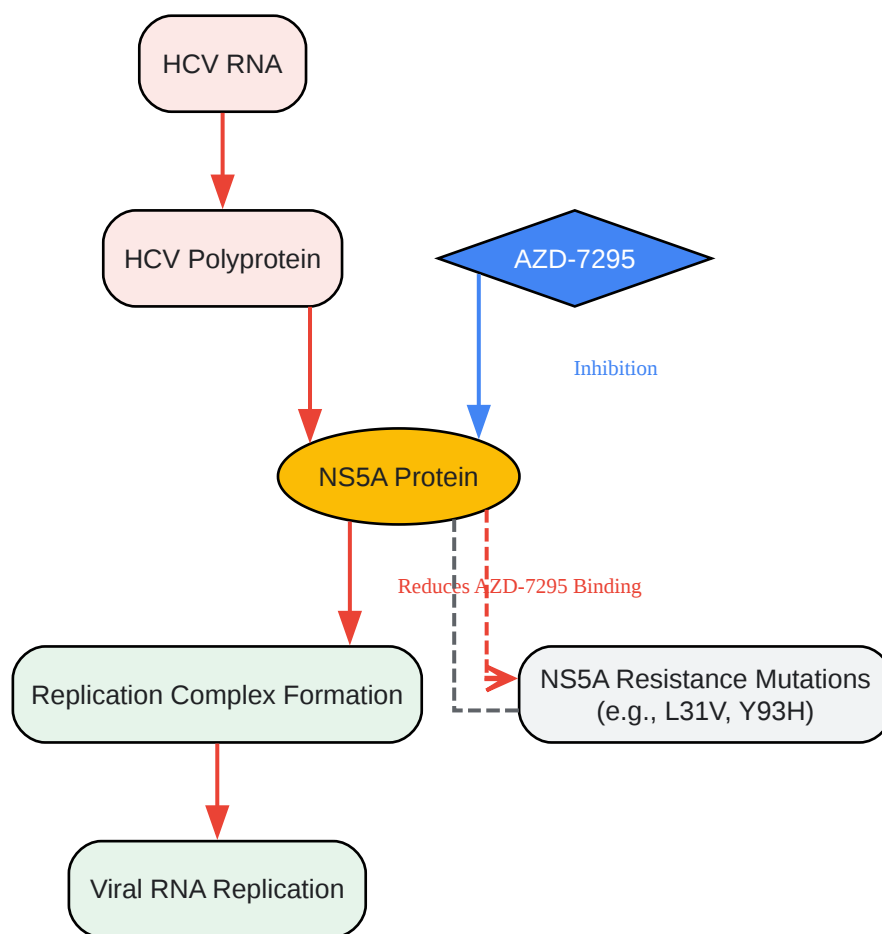 HCV RNA
HCV Polyprotein
AZD-7295
Inhibition
NS5A Protein
Reduces AZD-7295 Binding
Replication Complex Formation
NS5A Resistance Mutations
(e.g., L31V, Y93H)
Viral RNA Replication